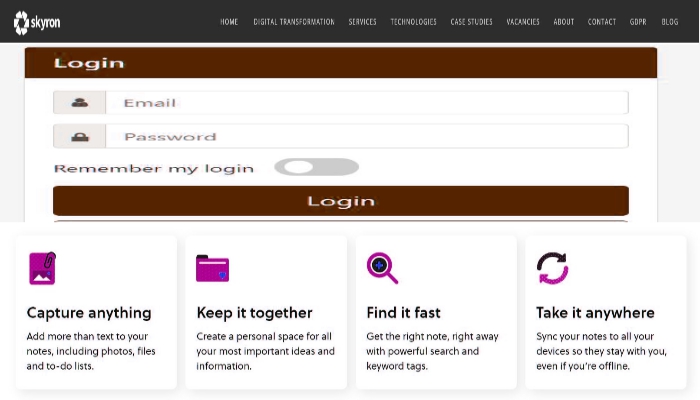 skyron
HOME DIGITAL TRANSFORMATION SERVICES TECHNOLOGIES CASE STUDIES VACANCIES ABOUT CONTACT GDPR BLOG
Login
Email
Password
Remember my login
Login
Capture anything
Add more than text to your
notes, including photos, files
and to-do lists.
Keep it together
Create a personal space for all
your most important ideas and
information.
Find it fast
Get the right note, right away
with powerful search and
keyword tags.
Take it anywhere
Sync your notes to all your
devices so they stay with you,
even if you're offline.